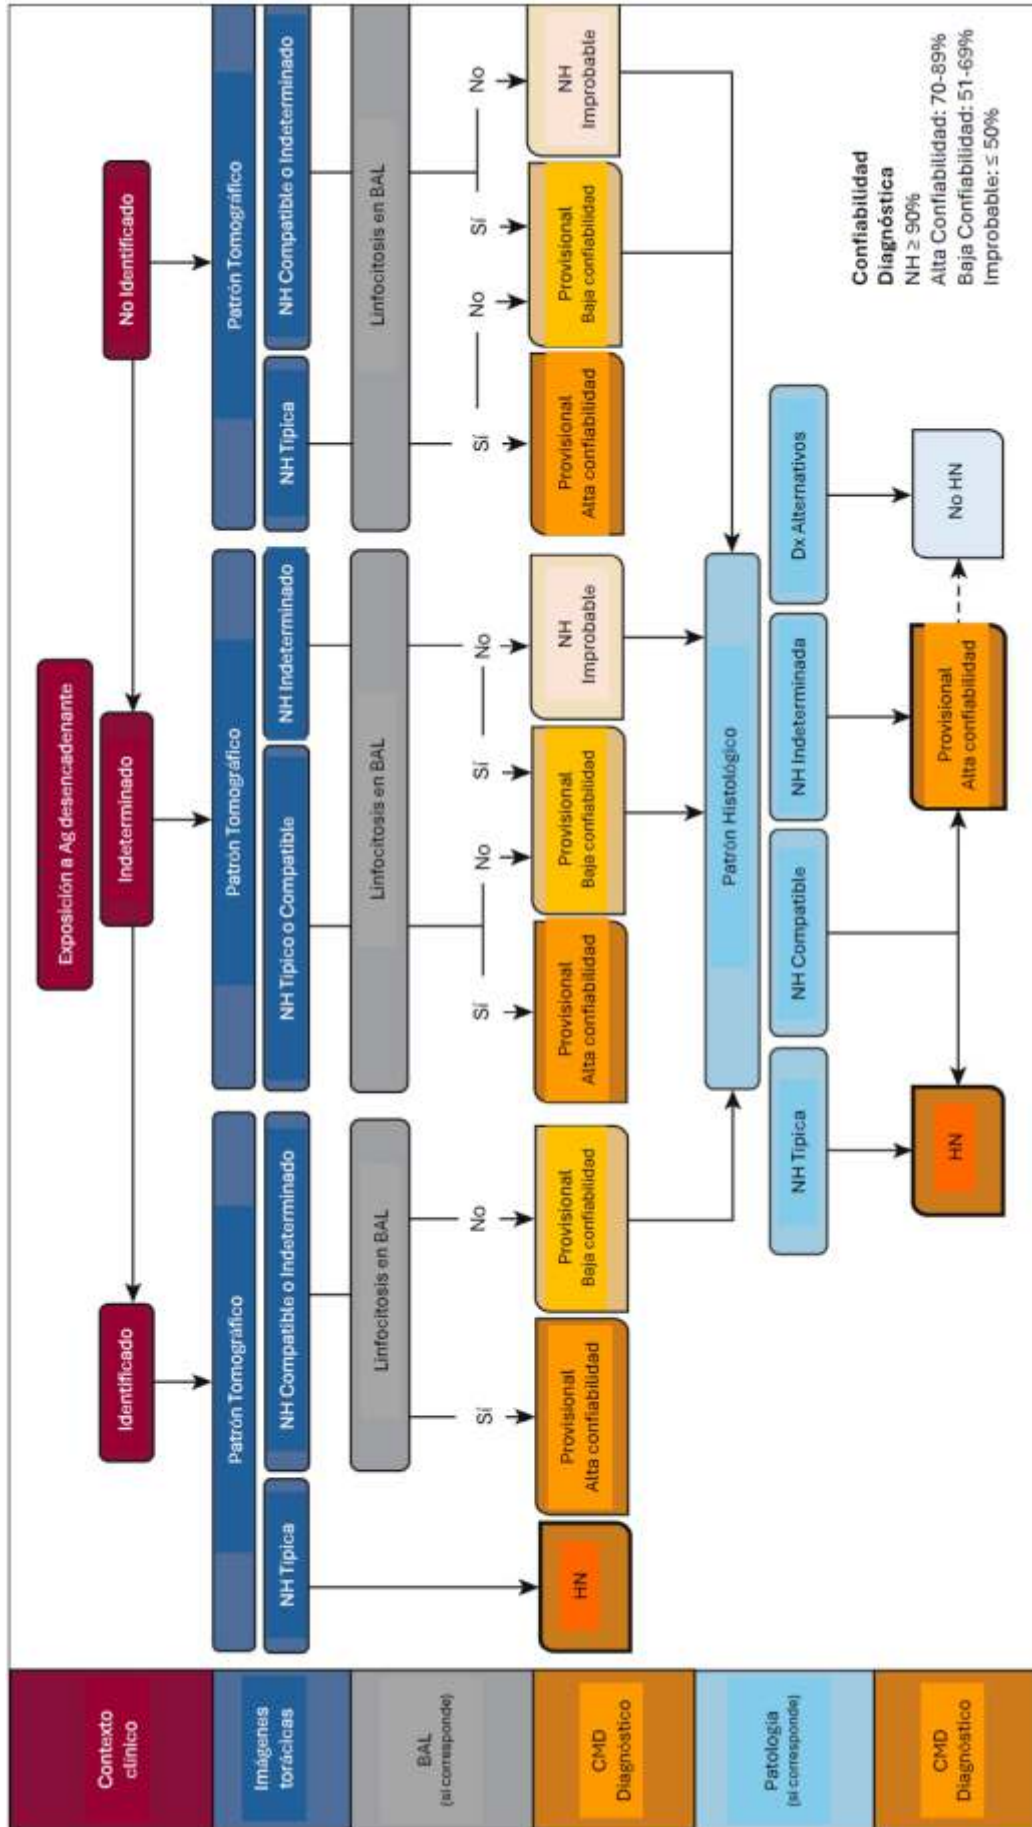 Exposición a Ag desencadenante
Contexto
clínico
Identificado
Indeterminado
No Identificado
Imágenes
torácicas
Patrón Tomográfico
Patrón Tomográfico
Patrón Tomográfico
NH Típica
NH Compatible o Indeterminado
NH Típico o Compatible
NH Indeterminado
NH Típica
NH Compatible o Indeterminado
BAL
(si corresponde)
Linfocitosis en BAL
Linfocitosis en BAL
Linfocitosis en BAL
Sí
No
Sí
No
Sí
No
Sí
No
Sí
No
CMD
Diagnóstico
HN
Provisional
Alta confiabilidad
Provisional
Baja confiabilidad
Provisional
Alta confiabilidad
Provisional
Baja confiabilidad
NH
Improbable
Provisional
Alta confiabilidad
Provisional
Baja confiabilidad
NH
Improbable
Patología
(si corresponde)
Patrón Histológico
NH Típica
NH Compatible
NH Indeterminada
Dx Alternativos
CMD
Diagnóstico
HN
Provisional
Alta confiabilidad
No HN
Confiabilidad
Diagnóstica
NH ≥ 90%
Alta Confiabilidad: 70-89%
Baja Confiabilidad: 51-69%
Improbable: ≤ 50%